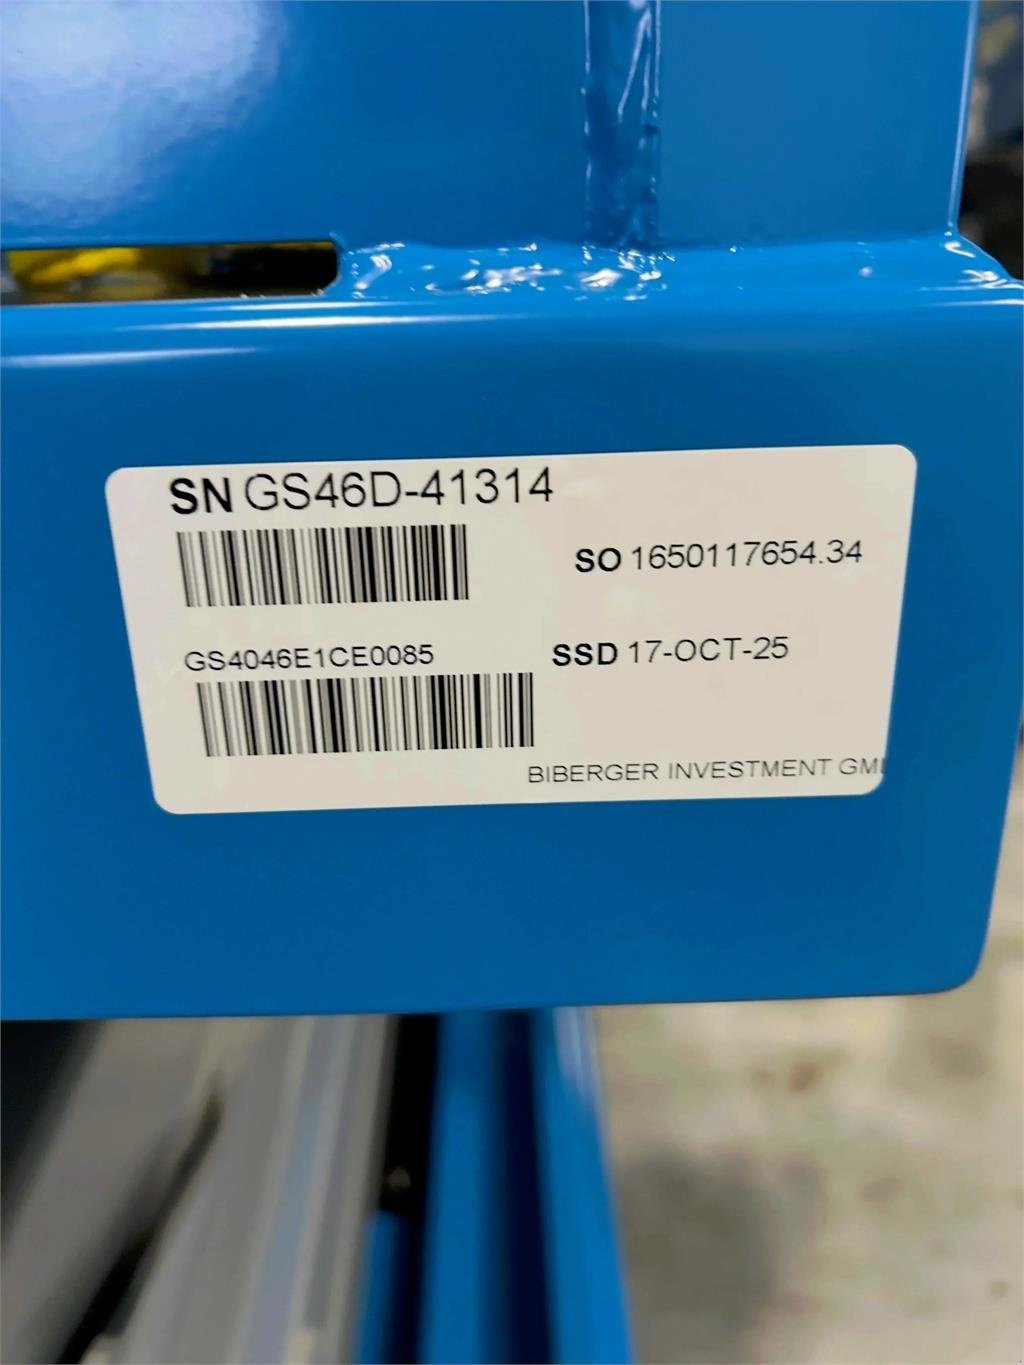 SN GS46D-41314
SO 1650117654.34
GS4046E1CE0085
SSD 17-OCT-25
BIBERGER INVESTMENT GM